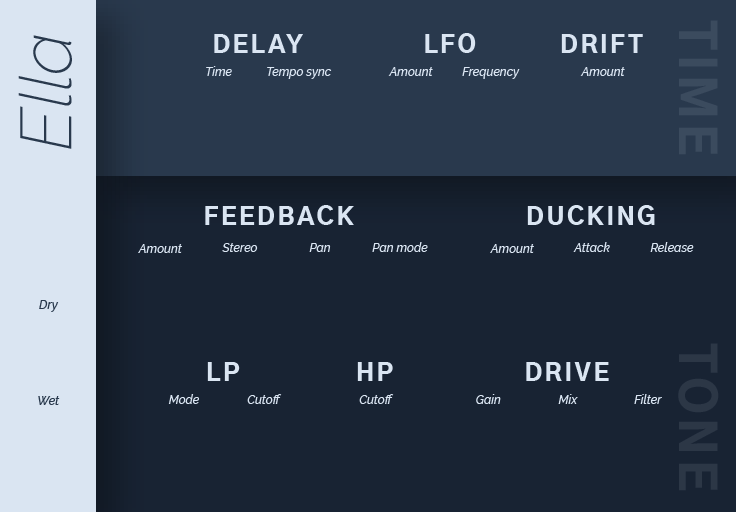 Ella
Dry
Wet
TIME
DELAY
Time Tempo sync
LFO
Amount Frequency
DRIFT
Amount
FEEDBACK
Amount Stereo Pan Pan mode
DUCKING
Amount Attack Release
TONE
LP
Mode Cutoff
HP
Cutoff
DRIVE
Gain Mix Filter